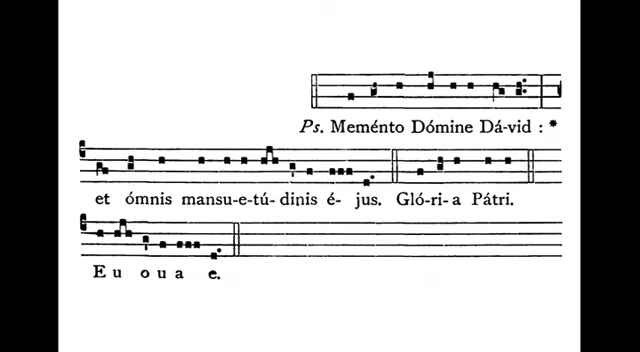 Ps. Meménto Dómine Dá-vid : *
et ómnis mansu-e-tú-dinis é- jus. Gló-ri-a Pátri.
E u o u a e.